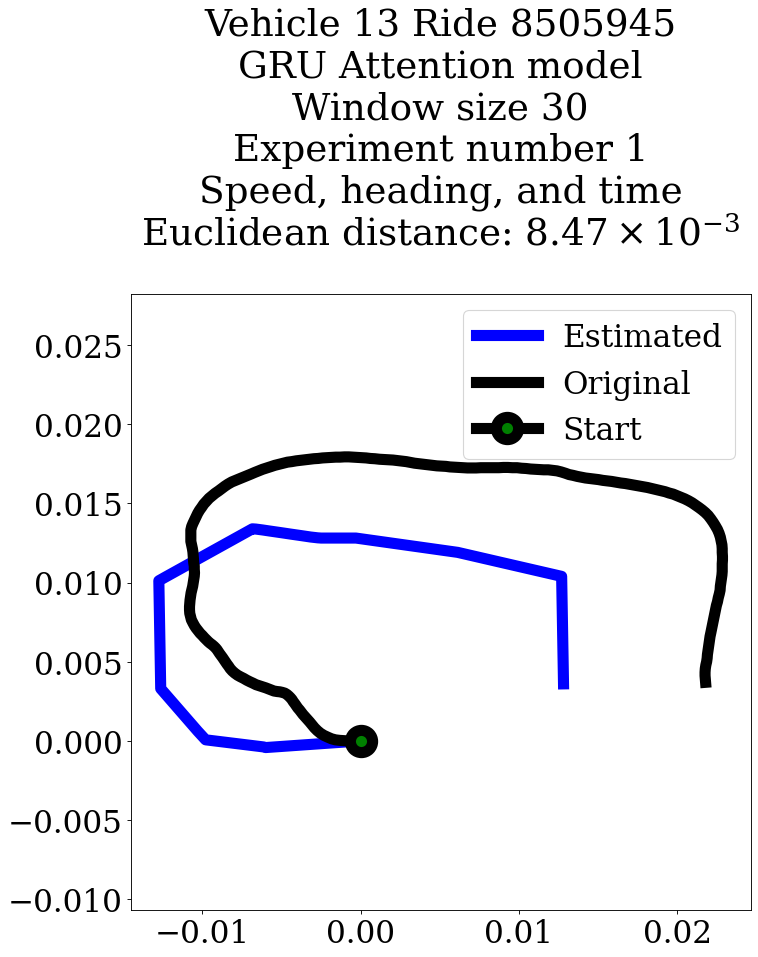 Vehicle 13 Ride 8505945
GRU Attention model
Window size 30
Experiment number 1
Speed, heading, and time
Euclidean distance: 8.47 × 10⁻³
Estimated
Original
Start
0.025
0.020
0.015
0.010
0.005
0.000
−0.005
−0.010
−0.01 0.00 0.01 0.02